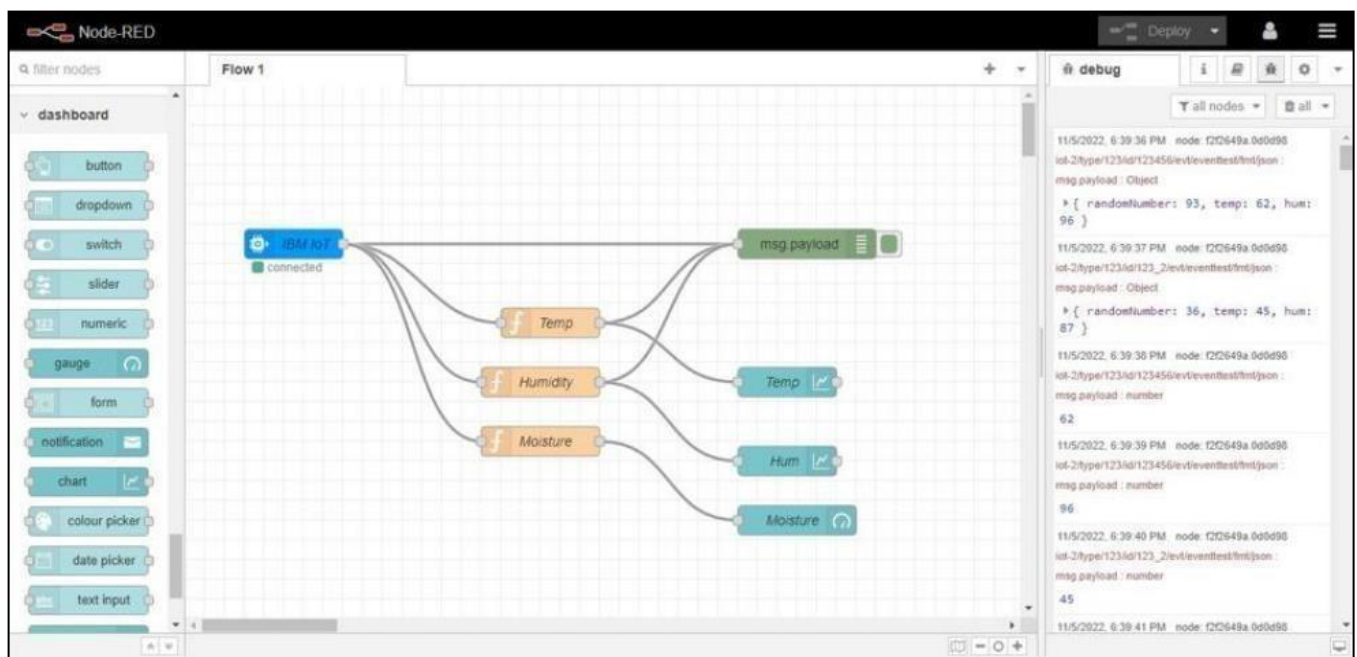 Node-RED
Deploy
filter nodes
Flow 1
debug
i
all nodes
all
dashboard
button
dropdown
switch
slider
numeric
gauge
form
notification
chart
colour picker
date picker
text input
IBM IoT
connected
msg.payload
Temp
Humidity
Moisture
Temp
Hum
Moisture
11/5/2022, 6:39:36 PM node: f2f2649a.0d0d98
iot-2/type/123/id/123456/evt/eventtest/fmt/json :
msg.payload : Object
{ randomNumber: 93, temp: 62, hum:
96 }
11/5/2022, 6:39:37 PM node: f2f2649a.0d0d98
iot-2/type/123/id/123_2/evt/eventtest/fmt/json :
msg.payload : Object
{ randomNumber: 36, temp: 45, hum:
87 }
11/5/2022, 6:39:38 PM node: f2f2649a.0d0d98
iot-2/type/123/id/123456/evt/eventtest/fmt/json :
msg.payload : number
62
11/5/2022, 6:39:39 PM node: f2f2649a.0d0d98
iot-2/type/123/id/123456/evt/eventtest/fmt/json :
msg.payload : number
96
11/5/2022, 6:39:40 PM node: f2f2649a.0d0d98
iot-2/type/123/id/123_2/evt/eventtest/fmt/json :
msg.payload : number
45
11/5/2022, 6:39:41 PM node: f2f2649a.0d0d98